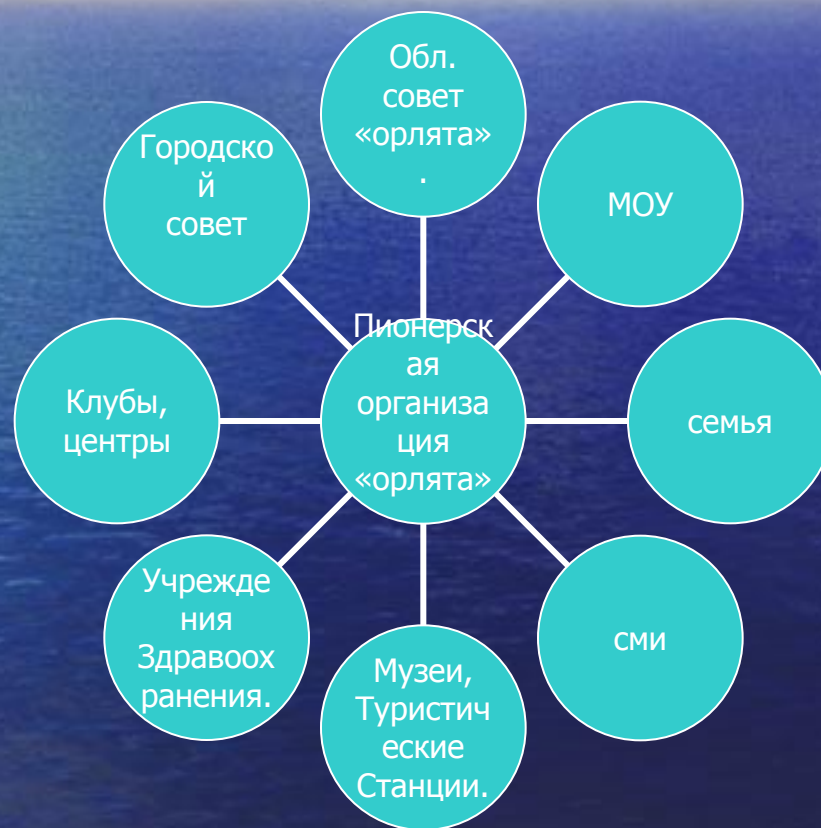 Обл.
совет
«орлята»
.
МОУ
семья
сми
Музеи,
Туристич
еские
Станции.
Учрежде
ния
Здравоох
ранения.
Клубы,
центры
Городско
й
совет
Пионерск
ая
организа
ция
«орлята»